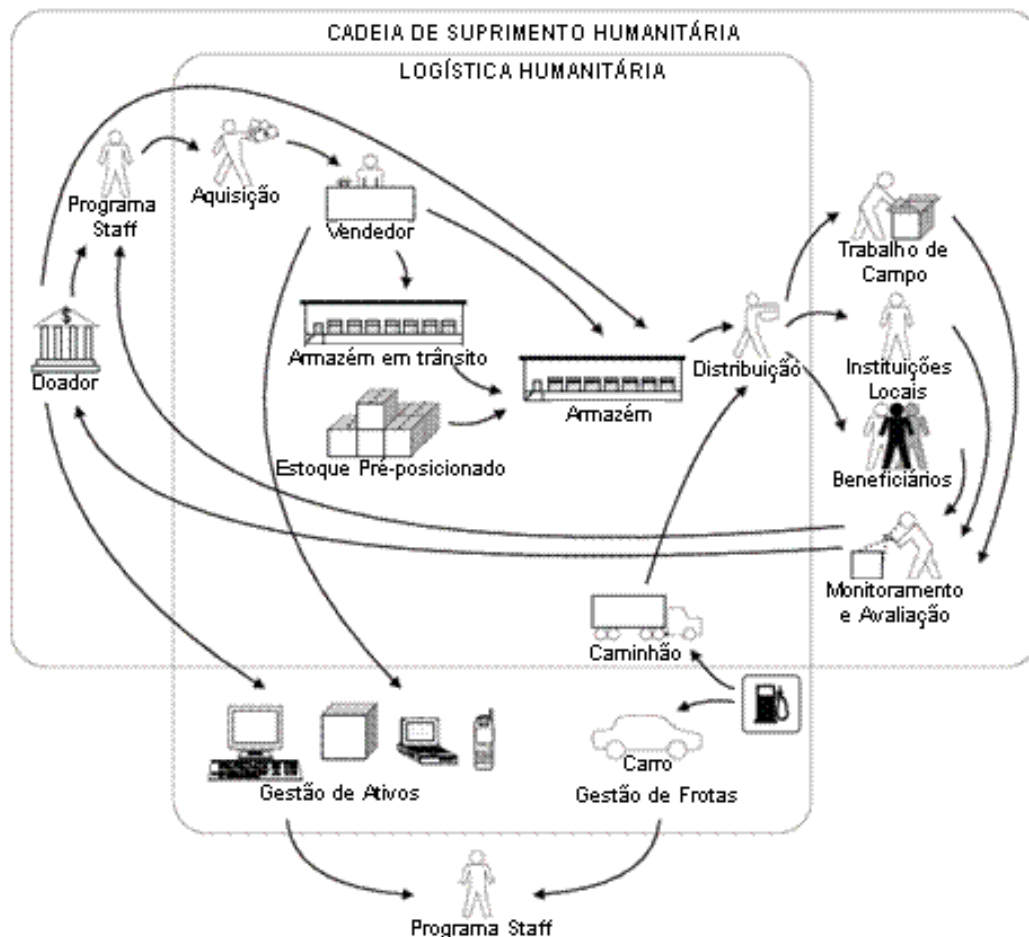 CADEIA DE SUPRIMENTO HUMANITÁRIA
LOGÍSTICA HUMANITÁRIA
Programa
Staff
Aquisição
Vendedor
Trabalho de
Campo
$
Doador
Armazém em trânsito
Armazém
Distribuição
Instituições
Locais
Estoque Pré-posicionado
Beneficiários
Monitoramento
e Avaliação
Caminhão
Carro
Gestão de Ativos
Gestão de Frotas
Programa Staff